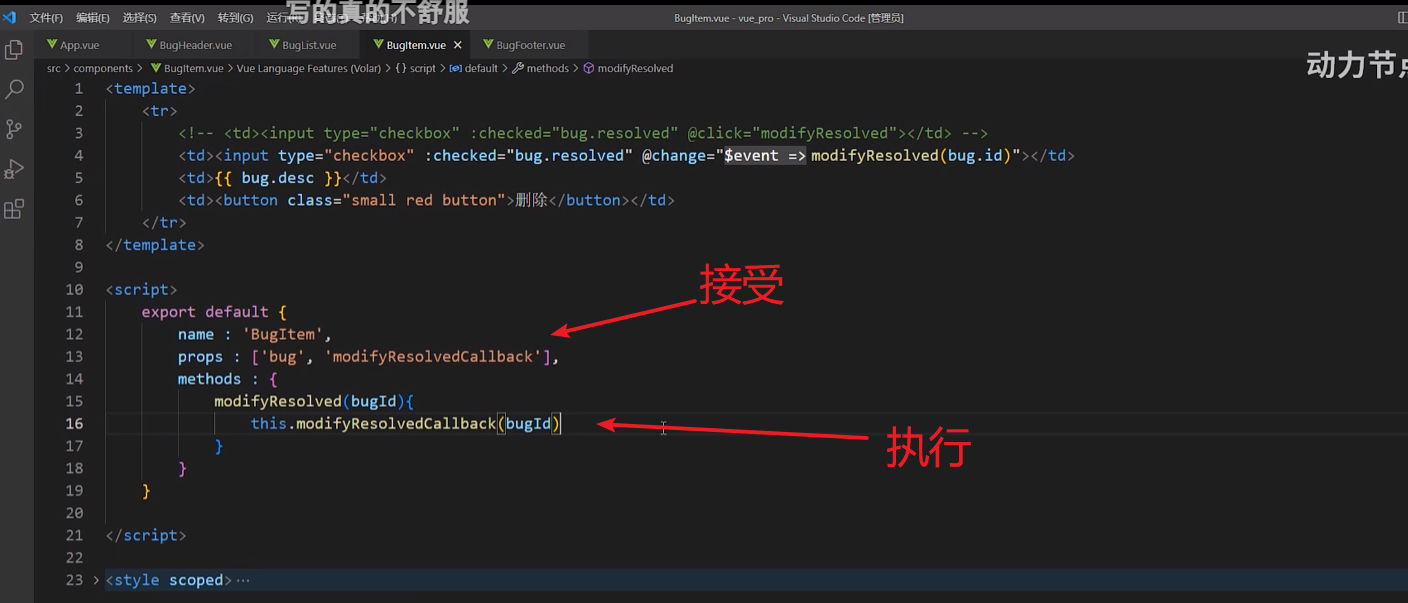 文件(F) 编辑(E) 选择(S) 查看(V) 转到(G)
写的真的不舒服
BugItem.vue - vue_pro - Visual Studio Code [管理员]
App.vue BugHeader.vue BugList.vue BugItem.vue BugFooter.vue
动力节点
src > components > BugItem.vue > Vue Language Features (Volar) > {} script > default > methods > modifyResolved
1 <template>
2 <tr>
3 <!-- <td><input type="checkbox" :checked="bug.resolved" @click="modifyResolved"></td> -->
4 <td><input type="checkbox" :checked="bug.resolved" @change="$event => modifyResolved(bug.id)"></td>
5 <td>{{ bug.desc }}</td>
6 <td><button class="small red button">删除</button></td>
7 </tr>
8 </template>
9
10 <script>
11 export default {
12 name : 'BugItem',
13 props : ['bug', 'modifyResolvedCallback'],
14 methods : {
15 modifyResolved(bugId){
16 this.modifyResolvedCallback(bugId)
17 }
18 }
19 }
20
21 </script>
22
23 <style scoped> ···
接受
执行